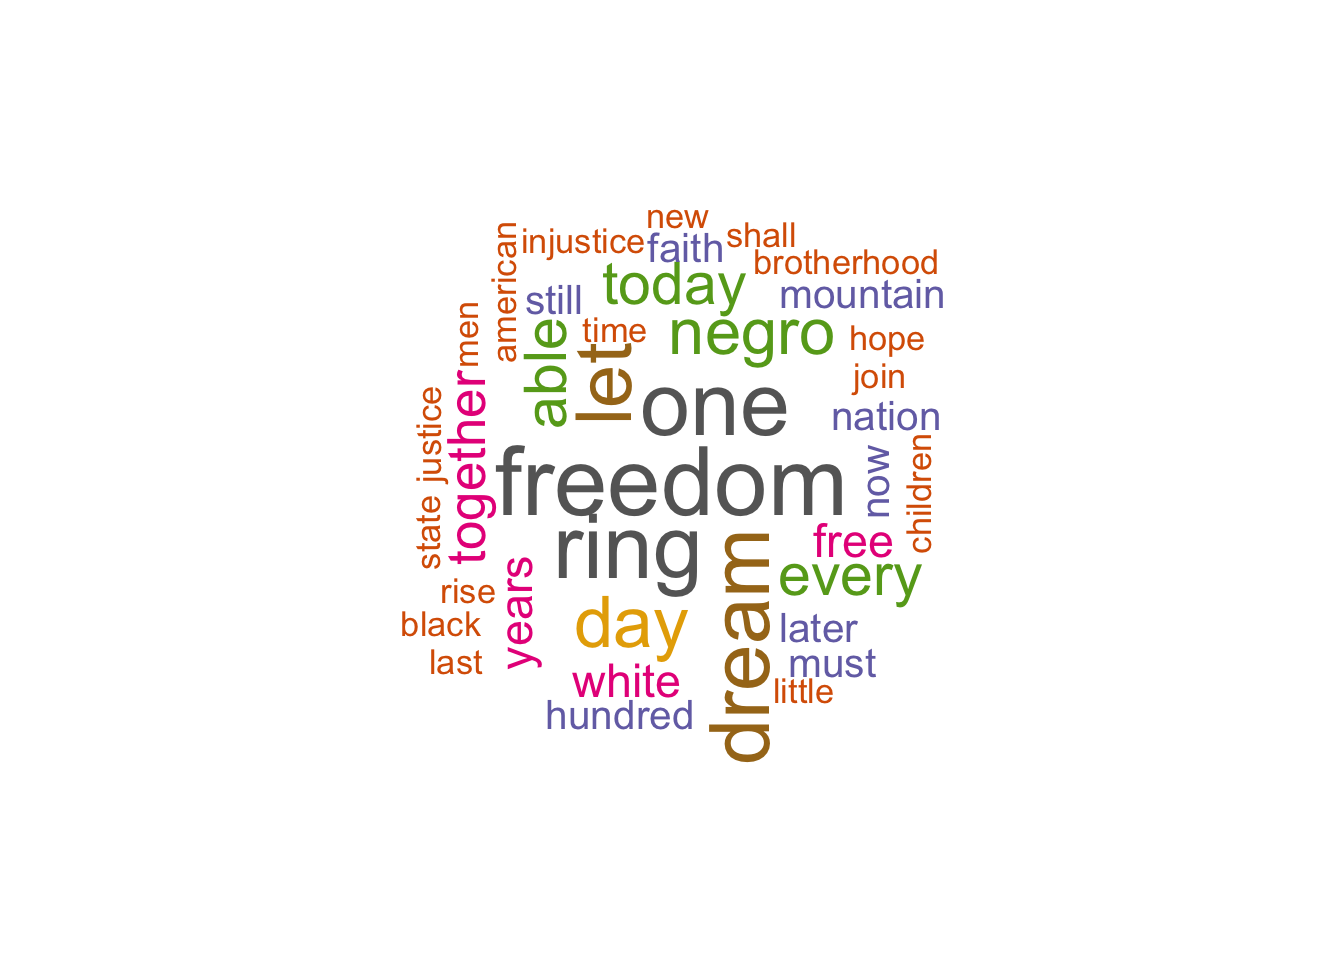 new
shall
injustice
faith
american
brotherhood
today
still
mountain
time
negro
men
able
let
hope
one
join
together
nation
justice
freedom
now
children
state
ring
free
every
dream
rise
years
day
black
later
last
must
white
little
hundred